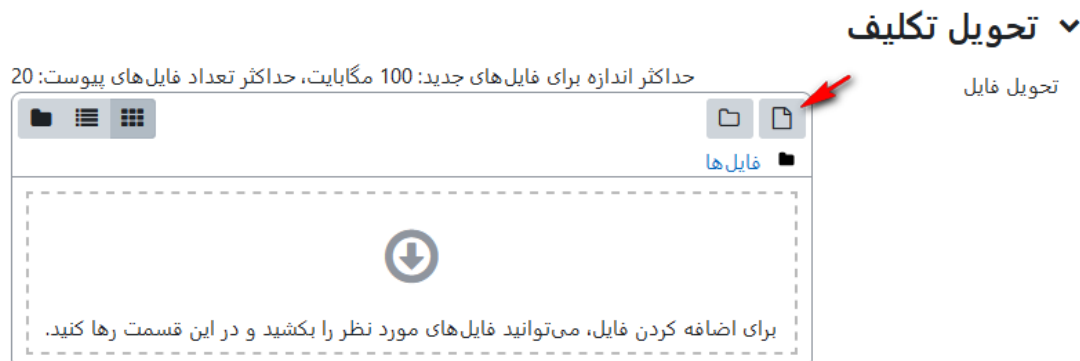 تحویل تکلیف
حداکثر اندازه برای فایل‌های جدید: 100 مگابایت، حداکثر تعداد فایل‌های پیوست: 20
تحویل فایل
فایل‌ها
برای اضافه کردن فایل، می‌توانید فایل‌های مورد نظر را بکشید و در این قسمت رها کنید.